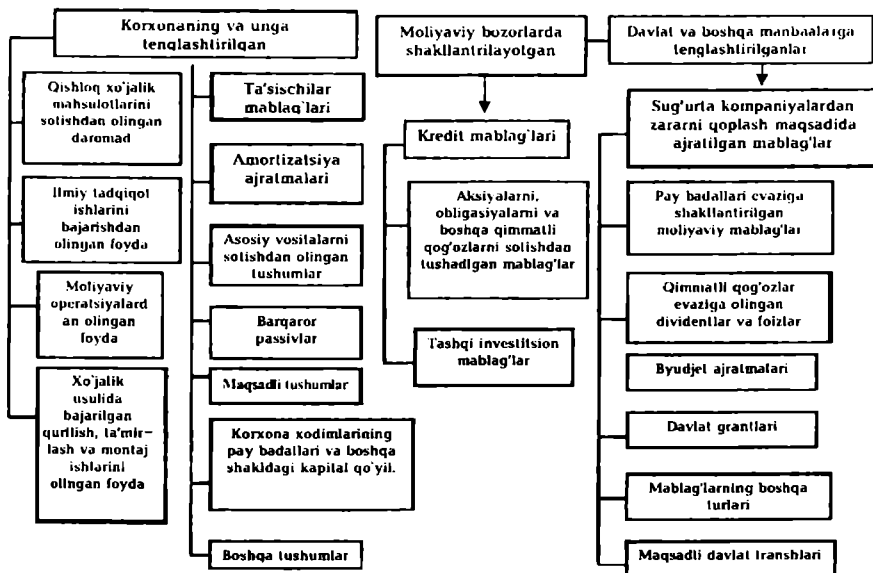 Korxonaning va unga
tenglashtirilgan
Qishloq xo`jalik
mahsulotlarini
sotishdan olingan
daromad
Ilmiy tadqiqot
ishlarini
bajarishdan
olingan foyda
Moliyaviy
operatsiyalard
an olingan
foyda
Xo`jalik
usulida
bajarilgan
qurilish, ta'mir–
lash va montaj
ishlarini
olingan foyda
Ta'sischilar
mablag`lari
Amortizatsiya
ajratmalari
Asosiy vositalarni
sotishdan olingan
tushumlar
Barqaror
passivlar
Maqsadli tushumlar
Korxona xodimlarining
pay badallari va boshqa
shakldagi kapital qo`yil.
Boshqa tushumlar
Moliyaviy bozorlarda
shakllantrilayotgan
Kredit mablag`lari
Aksiyalarni,
obligasiyalarni va
boshqa qimmatli
qog'ozlarni sotishdan
tushadigan mablag'lar
Tashqi investitsion
mablag'lar
Davlat va boshqa manbaalarga
tenglashtirilganlar
Sug'urta kompaniyalardan
zararni qoplash maqsadida
ajratilgan mablag'lar
Pay badallari evaziga
shakllantirilgan
moliyaviy mablag'lar
Qimmatli qog'ozlar
evaziga olingan
dividentlar va foizlar
Byudjet ajratmalari
Davlat grantlari
Mablag'larning boshqa
turlari
Maqsadli davlat transhlari